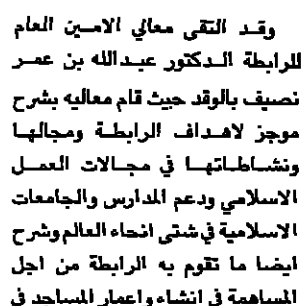 وقد التقى معالي الامين العام
للرابطة الدكتور عبدالله بن عمر
نصيف بالوفد حيث قام معاليه بشرح
موجز لاهداف الرابطة ومجالها
ونشاطاتها في مجالات العمل
الاسلامي ودعم المدارس والجامعات
الاسلامية في شتى انحاء العالم وشرح
ايضا ما تقوم به الرابطة من اجل
المساهمة في انشاء واعمار المساجد في